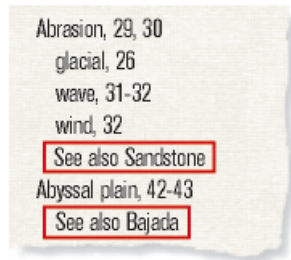 Abrasion, 29, 30
glacial, 26
wave, 31-32
wind, 32
See also Sandstone
Abyssal plain, 42-43
See also Bajada